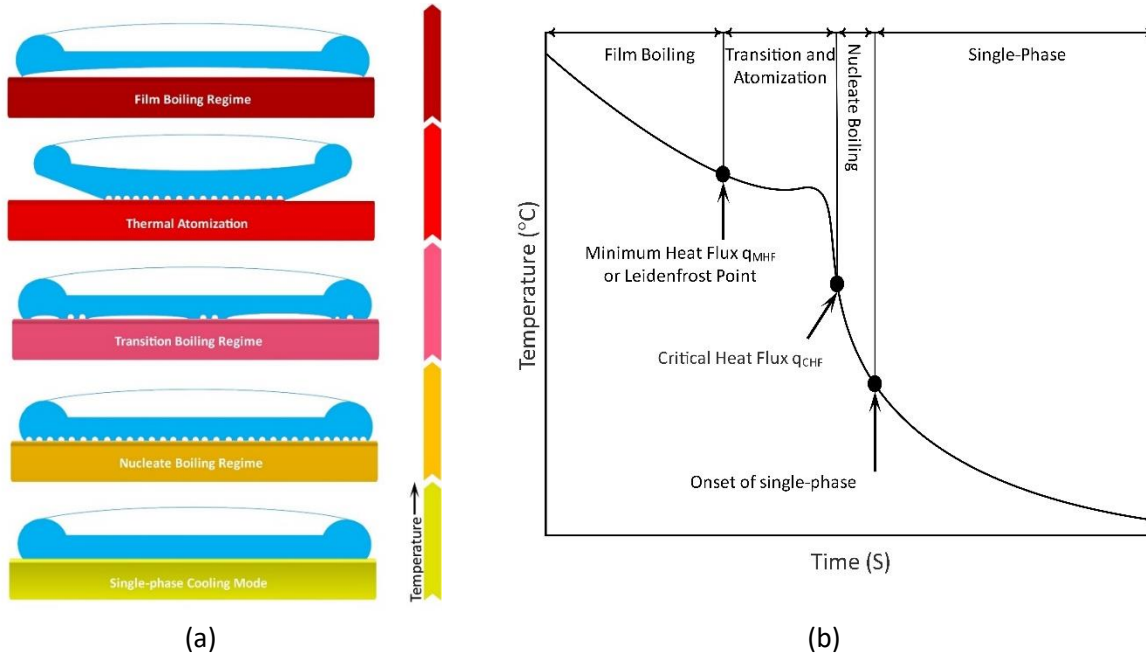 Film Boiling Regime
Thermal Atomization
Transition Boiling Regime
Nucleate Boiling Regime
Single-phase Cooling Mode
Temperature
(a)
Film Boiling
Transition and
Atomization
Nucleate Boiling
Single-Phase
Minimum Heat Flux qMHF
or Leidenfrost Point
Critical Heat Flux qCHF
Onset of single-phase
Temperature (°C)
Time (S)
(b)